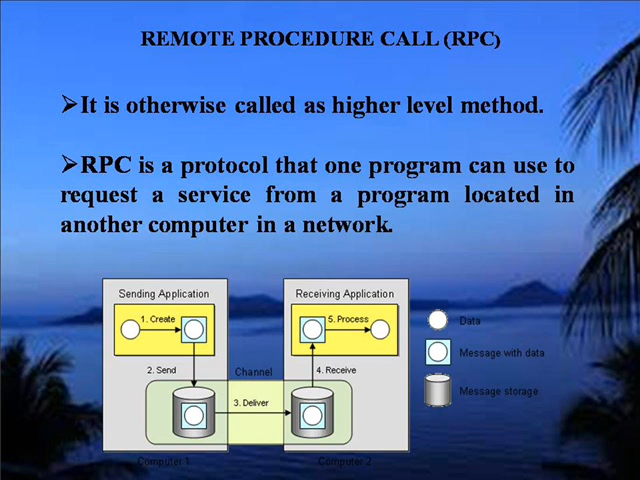 REMOTE PROCEDURE CALL (RPC)
➢It is otherwise called as higher level method.
➢RPC is a protocol that one program can use to
request a service from a program located in
another computer in a network.
Sending Application
Receiving Application
1. Create
5. Process
Data
2. Send
Channel
4. Receive
Message with data
3. Deliver
Message storage
Computer 1
Computer 2